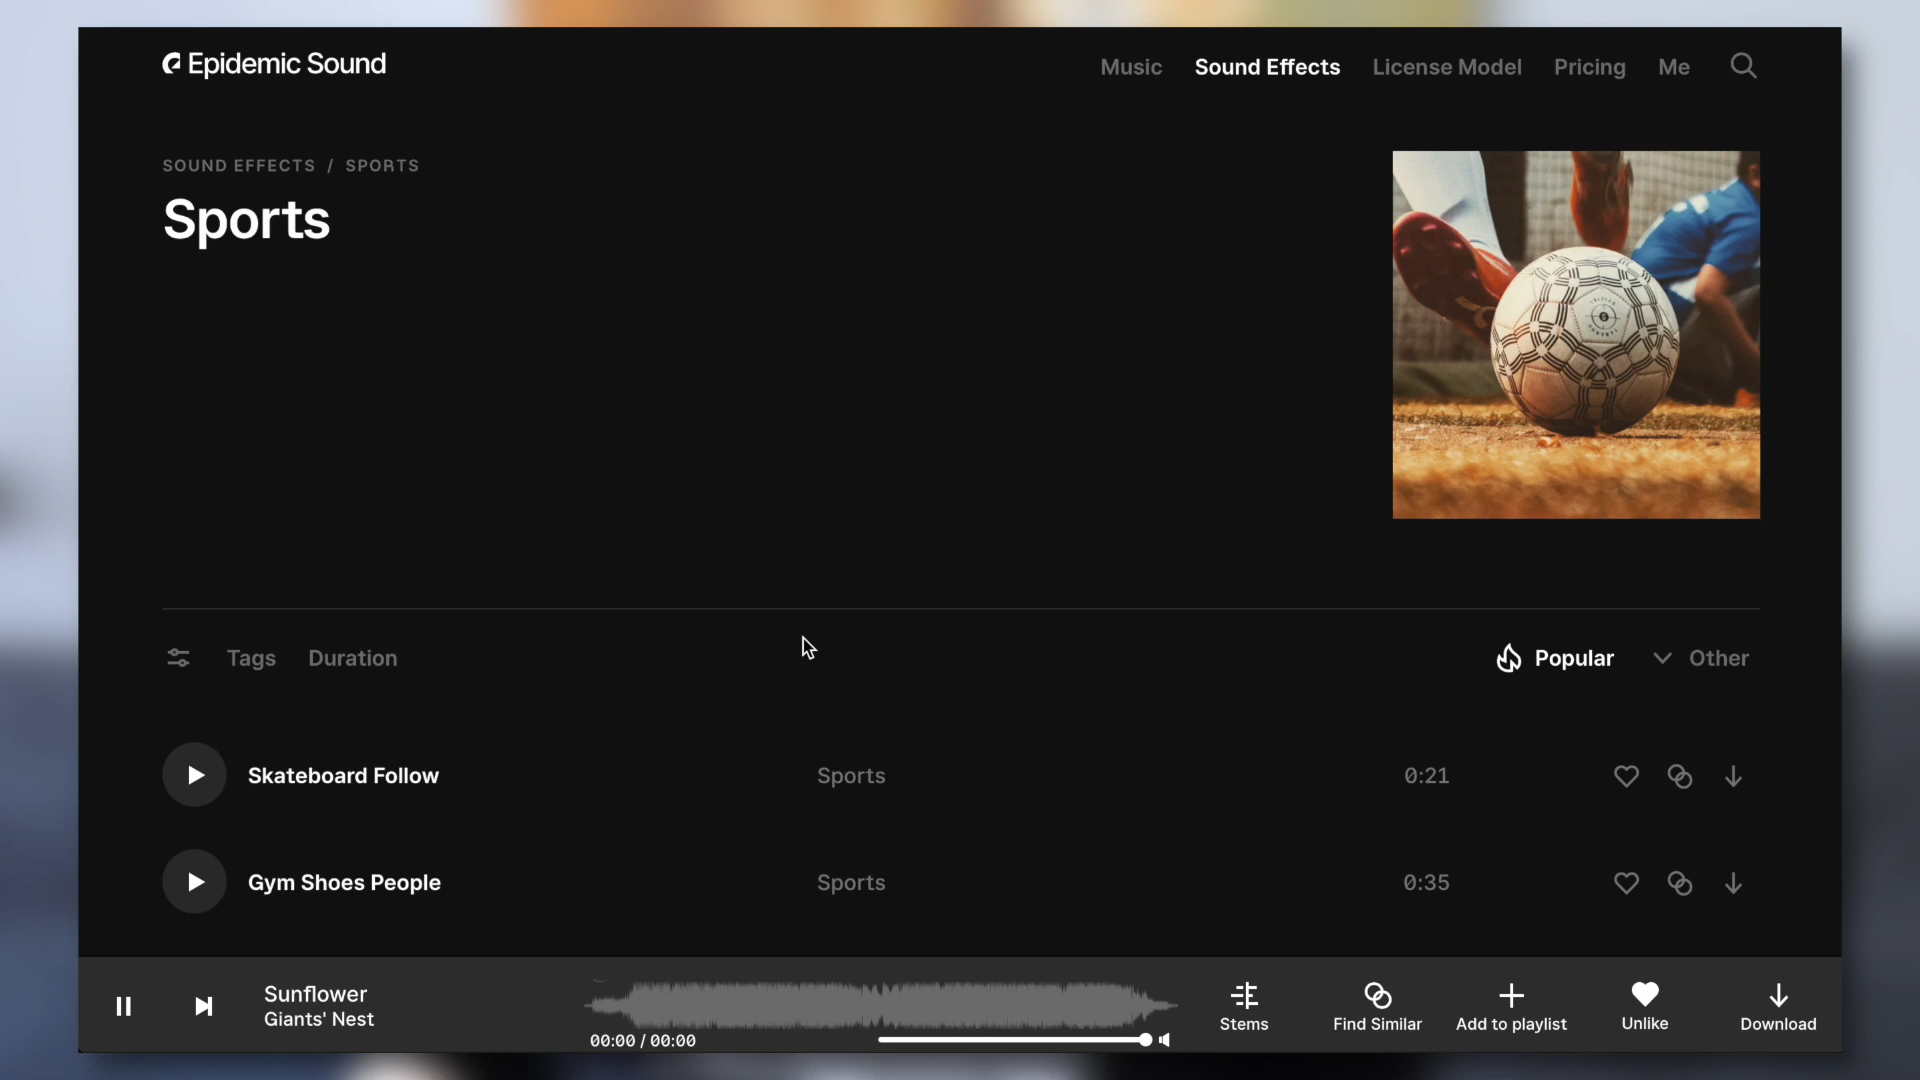 Epidemic Sound
Music Sound Effects License Model Pricing Me
SOUND EFFECTS / SPORTS
Sports
Tags Duration Popular Other
Skateboard Follow Sports 0:21
Gym Shoes People Sports 0:35
Sunflower
Giants' Nest
00:00 / 00:00
Stems Find Similar Add to playlist Unlike Download